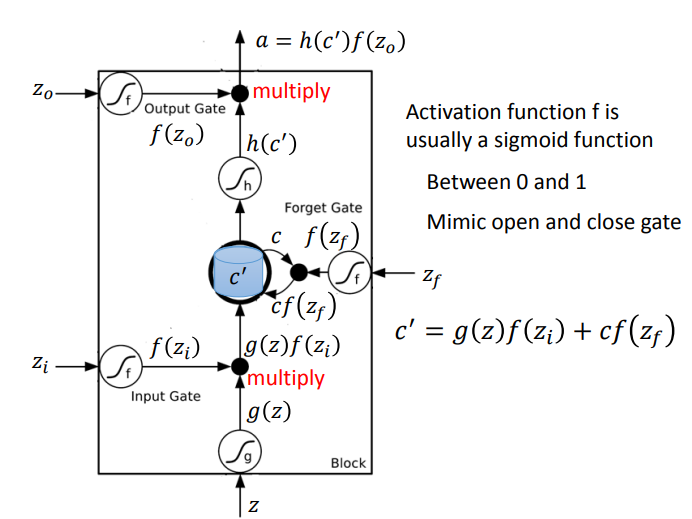 a = h(c′)f(z_o)
z_o
f
Output Gate
multiply
f(z_o)
h(c′)
h
Forget Gate
c
f(z_f)
c′
f
z_f
cf(z_f)
z_i
f
f(z_i)
g(z)f(z_i)
Input Gate
multiply
g(z)
g
Block
z
Activation function f is
usually a sigmoid function
Between 0 and 1
Mimic open and close gate
c′ = g(z)f(z_i) + cf(z_f)